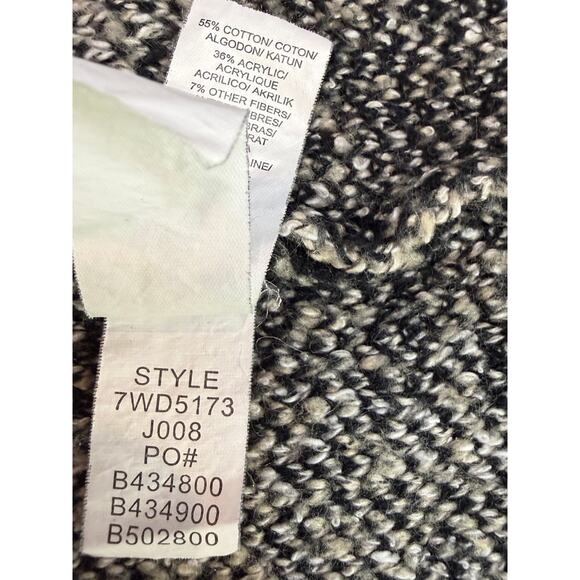 55% COTTON/ COTON/
ALGODON/ KATUN
36% ACRYLIC/
ACRYLIQUE
ACRILICO/ AKRILIK
7% OTHER FIBERS/
STYLE
7WD5173
J008
PO#
B434800
B434900
B502800